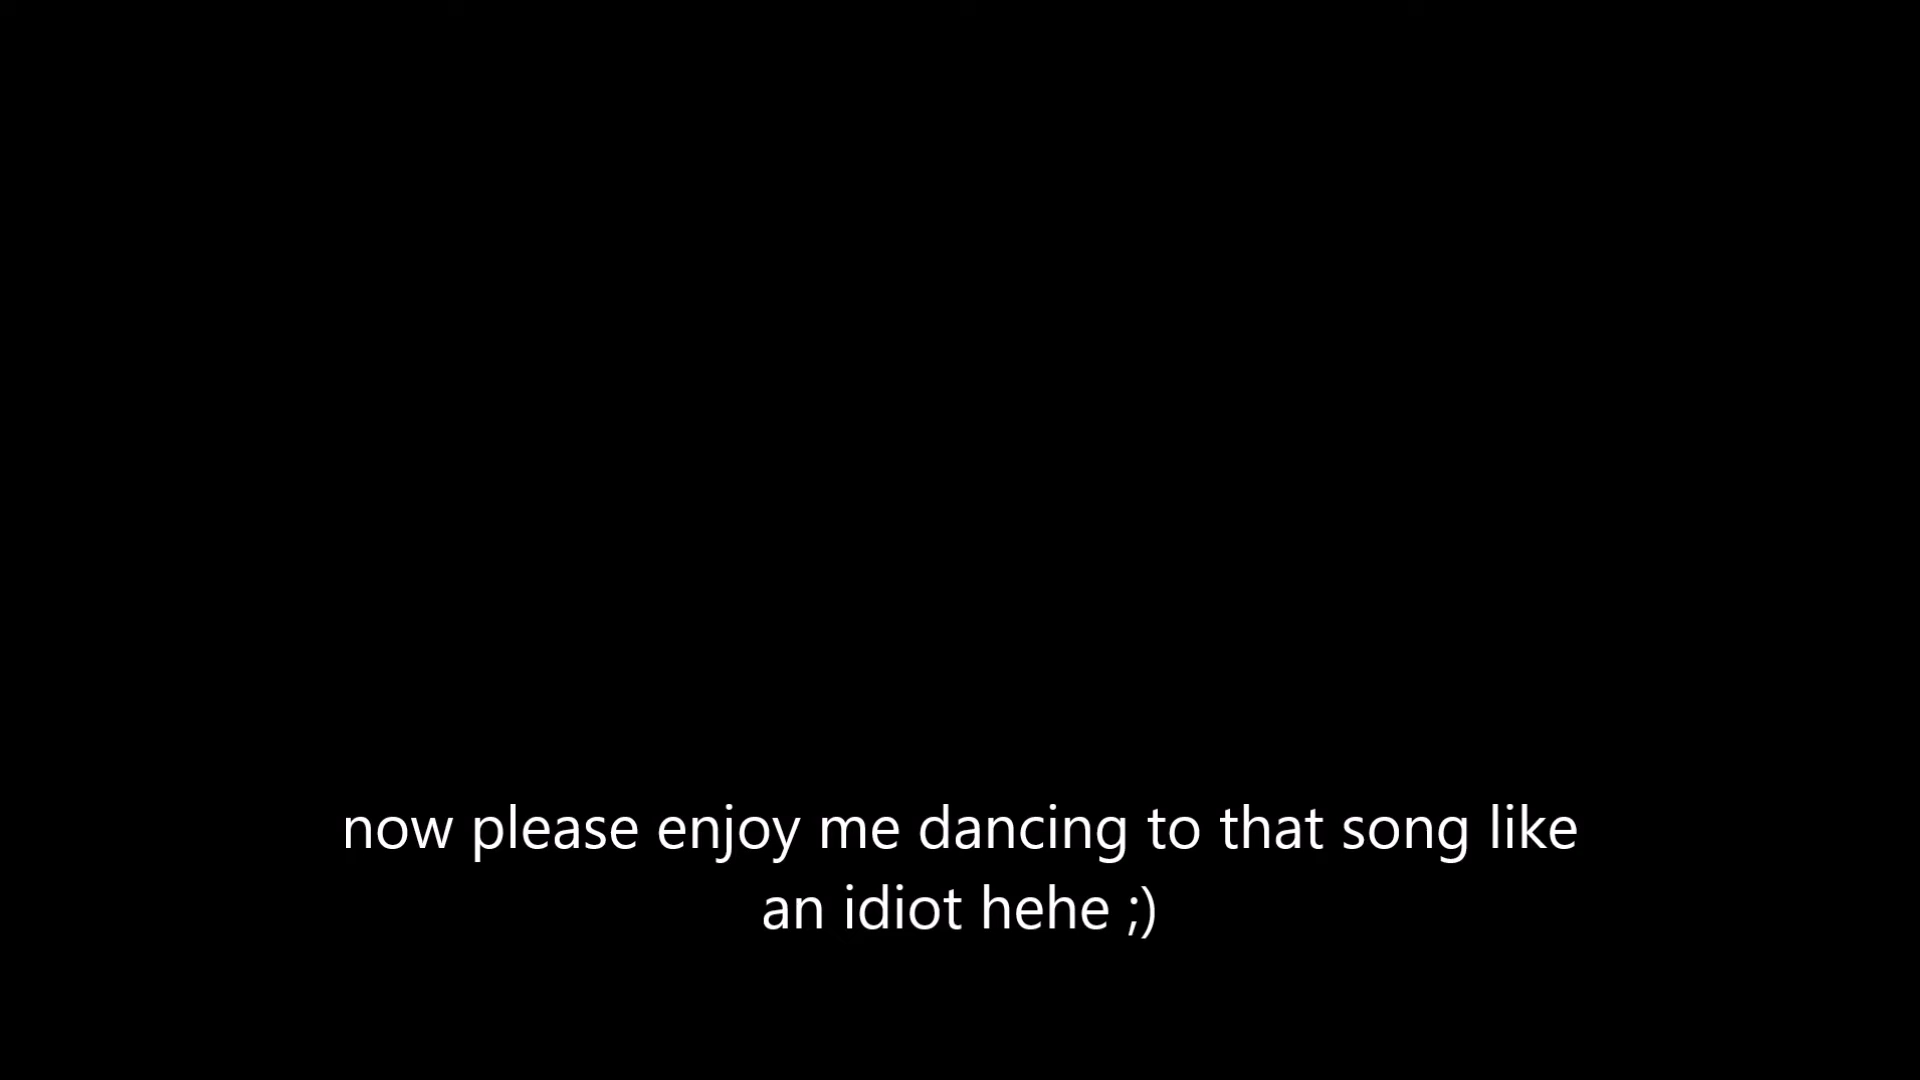 now please enjoy me dancing to that song like
an idiot hehe ;)